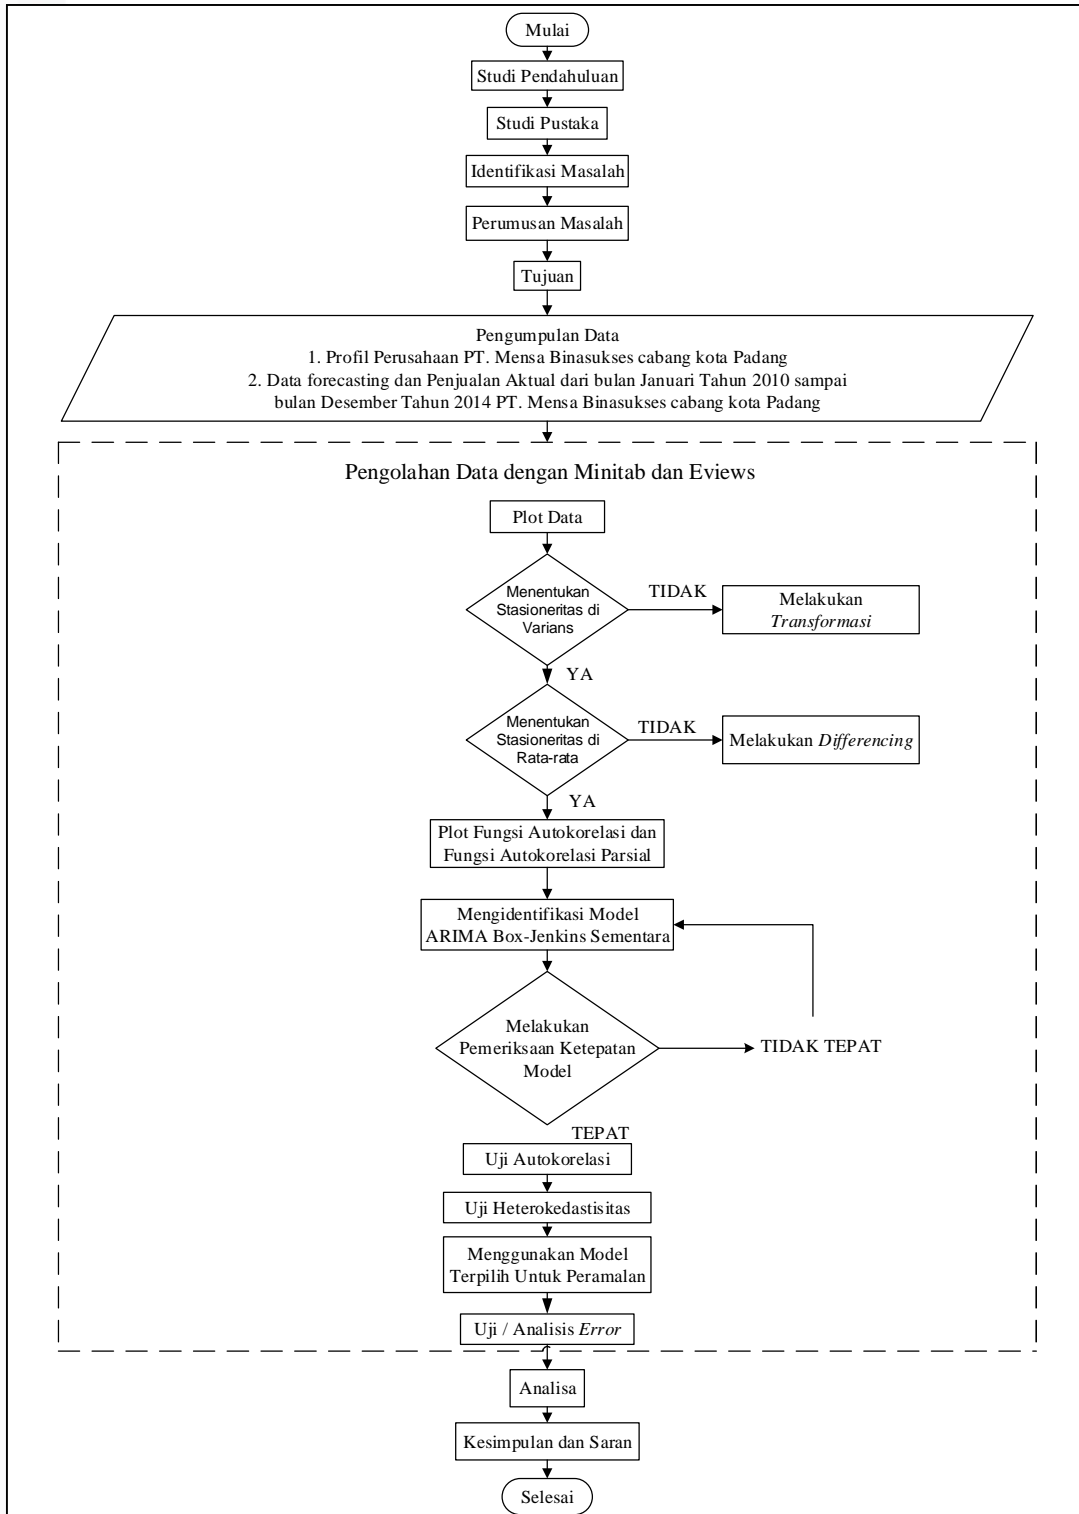 Mulai
Studi Pendahuluan
Studi Pustaka
Identifikasi Masalah
Perumusan Masalah
Tujuan
Pengumpulan Data
1. Profil Perusahaan PT. Mensa Binasukses cabang kota Padang
2. Data forecasting dan Penjualan Aktual dari bulan Januari Tahun 2010 sampai
bulan Desember Tahun 2014 PT. Mensa Binasukses cabang kota Padang
Pengolahan Data dengan Minitab dan Eviews
Plot Data
Menentukan
Stasioneritas di
Varians
TIDAK
Melakukan
Transformasi
YA
Menentukan
Stasioneritas di
Rata-rata
TIDAK
Melakukan Differencing
YA
Plot Fungsi Autokorelasi dan
Fungsi Autokorelasi Parsial
Mengidentifikasi Model
ARIMA Box-Jenkins Sementara
Melakukan
Pemeriksaan Ketepatan
Model
TIDAK TEPAT
TEPAT
Uji Autokorelasi
Uji Heterokedastisitas
Menggunakan Model
Terpilih Untuk Peramalan
Uji / Analisis Error
Analisa
Kesimpulan dan Saran
Selesai